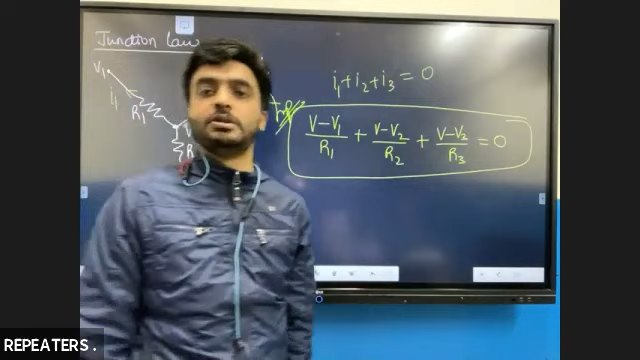 Junction law
V₁
i₁
R₁
i₁+i₂+i₃=0
(V-V₁)/R₁ + (V-V₂)/R₂ + (V-V₃)/R₃ = 0
REPEATERS.